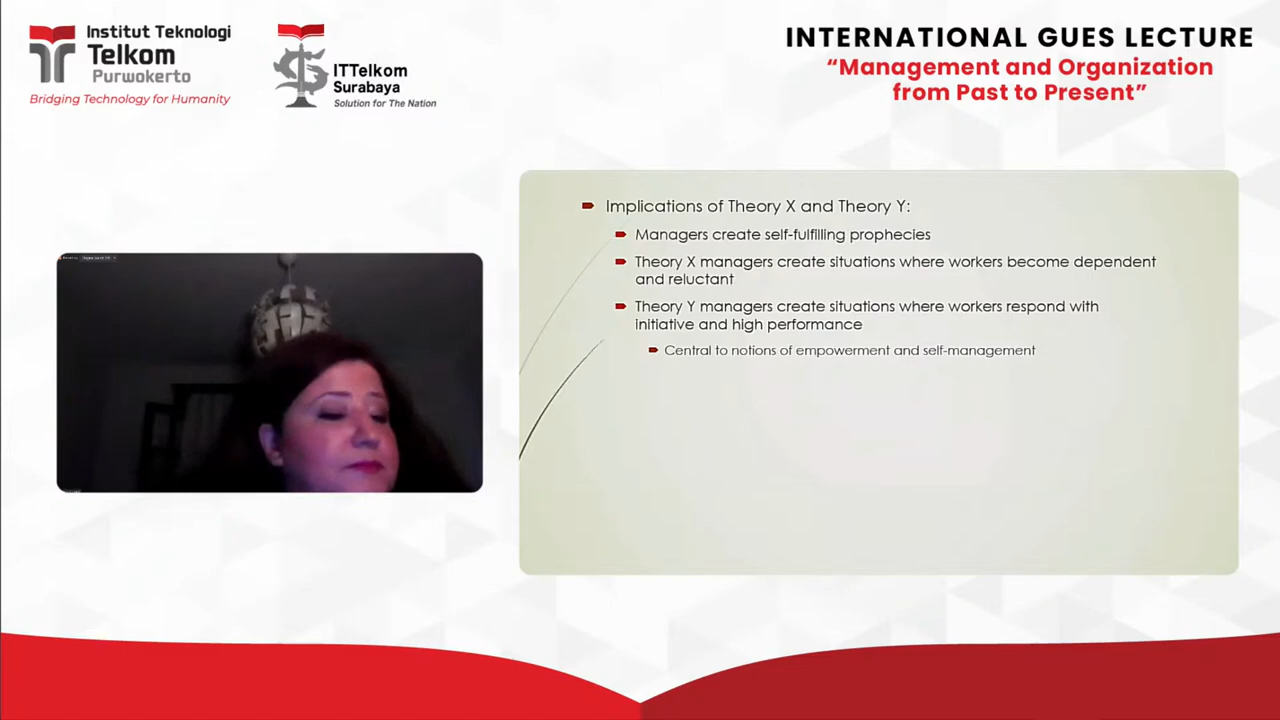 Institut Teknologi
Telkom
Purwokerto
Bridging Technology for Humanity
ITTelkom
Surabaya
Solution for The Nation
INTERNATIONAL GUES LECTURE
“Management and Organization
from Past to Present”
Implications of Theory X and Theory Y:
Managers create self-fulfilling prophecies
Theory X managers create situations where workers become dependent
and reluctant
Theory Y managers create situations where workers respond with
initiative and high performance
Central to notions of empowerment and self-management